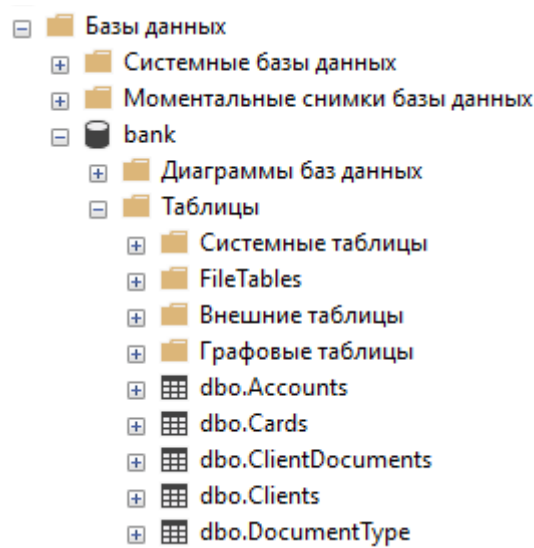 Базы данных
Системные базы данных
Моментальные снимки базы данных
bank
Диаграммы баз данных
Таблицы
Системные таблицы
FileTables
Внешние таблицы
Графовые таблицы
dbo.Accounts
dbo.Cards
dbo.ClientDocuments
dbo.Clients
dbo.DocumentType